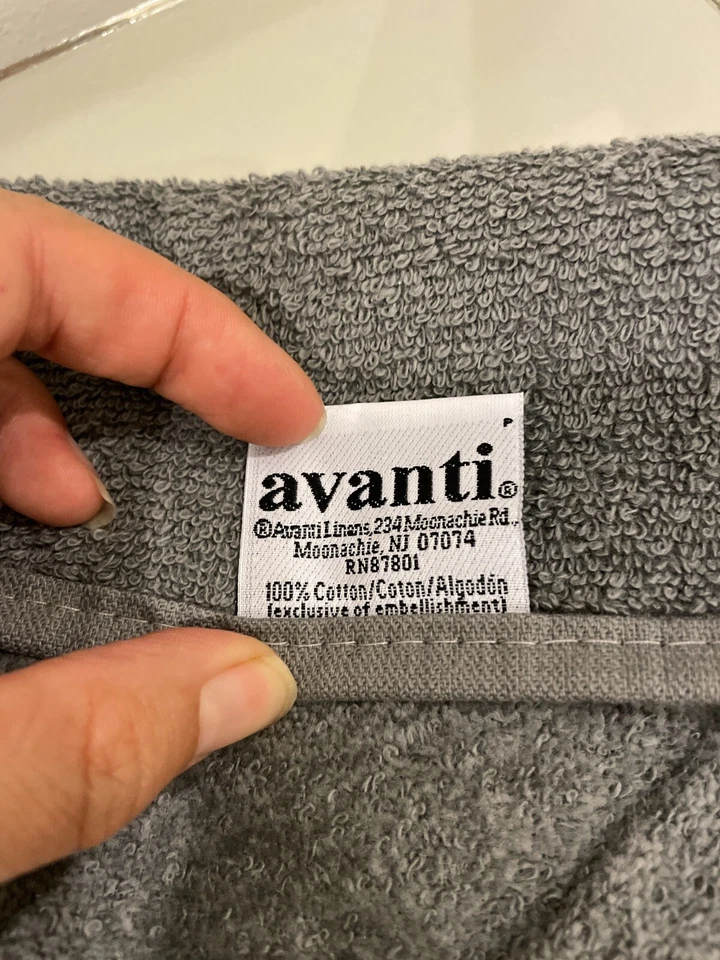 P
avanti®
®Avanti Linens, 234 Moonachie Rd.,
Moonachie, NJ 07074
RN87801
100% Cotton/Coton/Algodón
(exclusive of embellishment)